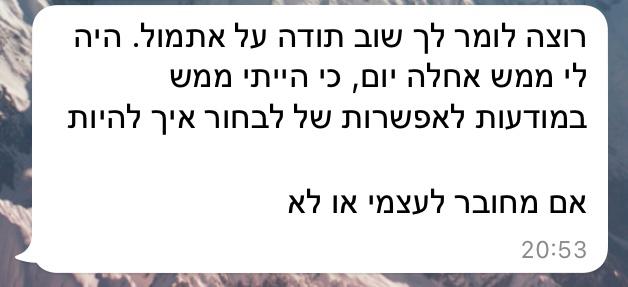 רוצה לומר לך שוב תודה על אתמול. היה
לי ממש אחלה יום, כי הייתי ממש
במודעות לאפשרות של לבחור איך להיות
אם מחובר לעצמי או לא
20:53